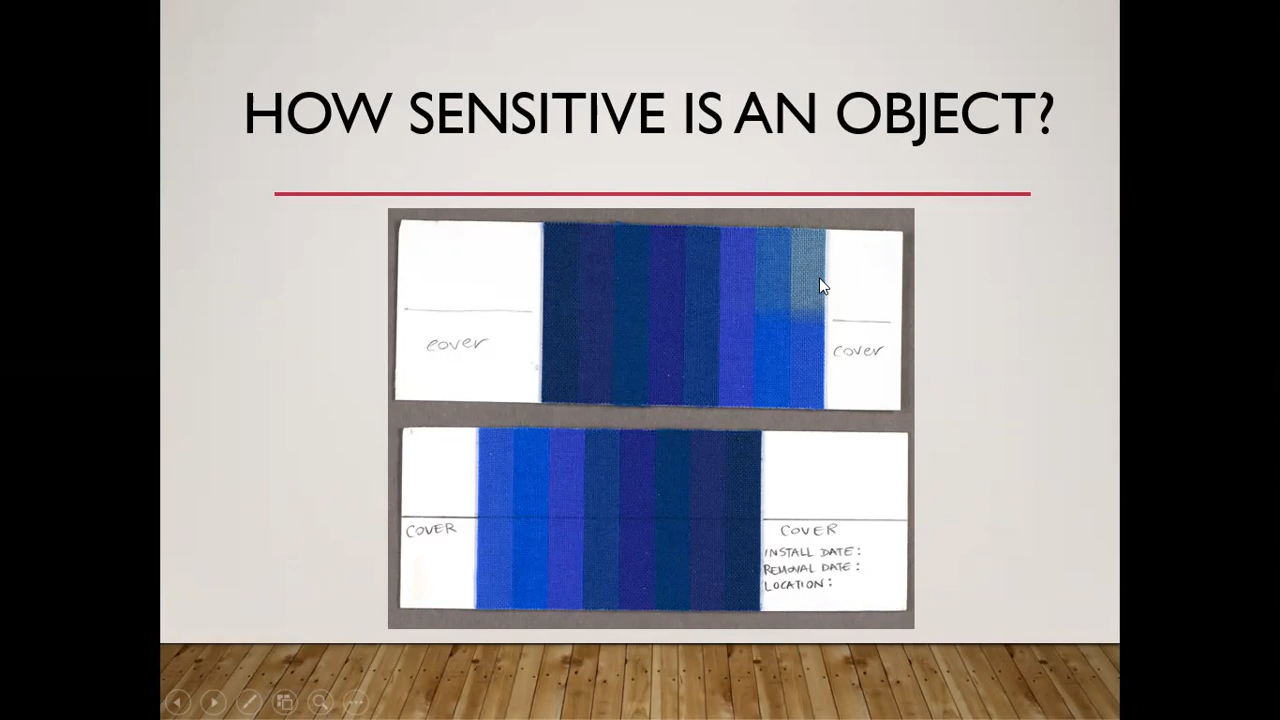 HOW SENSITIVE IS AN OBJECT?
cover
cover
COVER
COVER
INSTALL DATE:
REMOVAL DATE:
LOCATION: